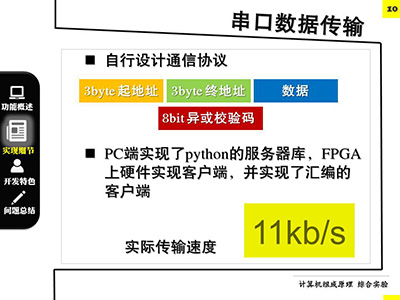 10
串口数据传输
■ 自行设计通信协议
3byte 起地址 3byte 终地址 数据
8bit 异或校验码
■ PC端实现了python的服务器库，FPGA
上硬件实现客户端，并实现了汇编的
客户端
实际传输速度 11kb/s
功能概述
实现细节
开发特色
问题总结
计算机组成原理 综合实验